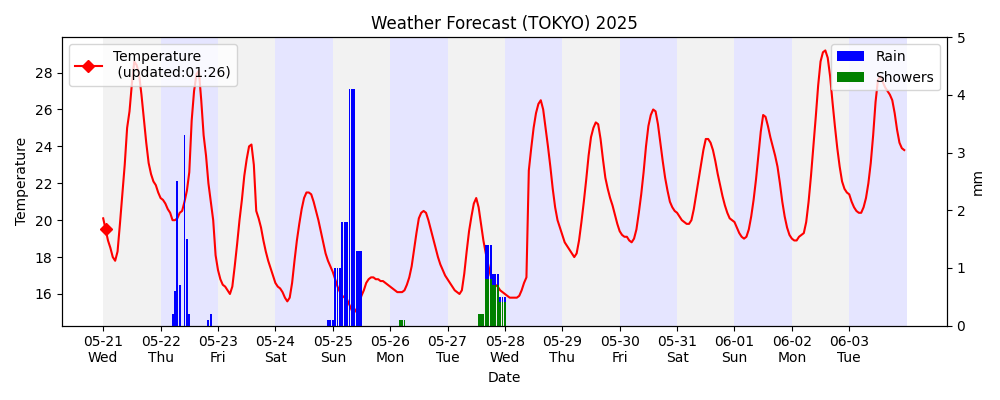 Weather Forecast (TOKYO) 2025
Temperature
(updated:01:26)
Rain
Showers
Temperature
28
26
24
22
20
18
16
5
4
3
2
1
0
mm
05-21 05-22 05-23 05-24 05-25 05-26 05-27 05-28 05-29 05-30 05-31 06-01 06-02 06-03
Wed Thu Fri Sat Sun Mon Tue Wed Thu Fri Sat Sun Mon Tue
Date